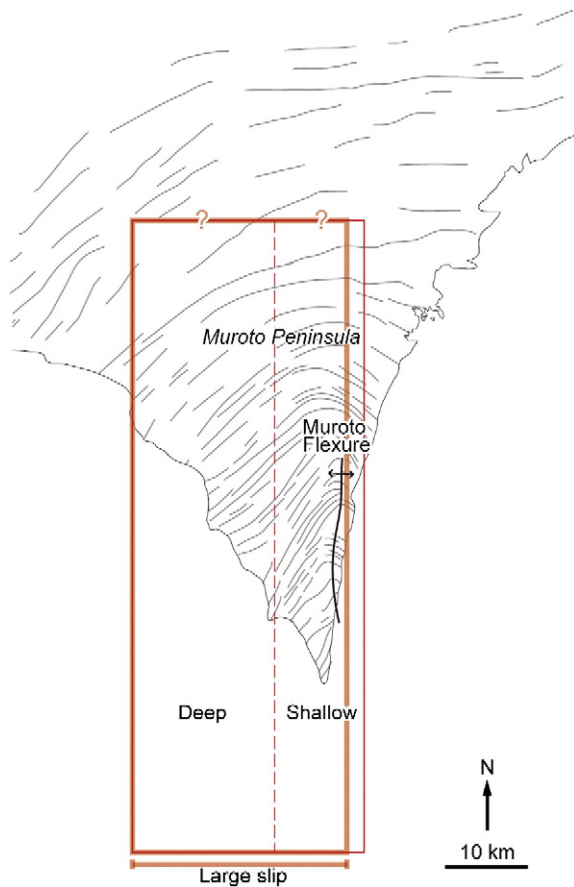 ? ?
Muroto Peninsula
Muroto
Flexure
Deep Shallow
N
10 km
Large slip